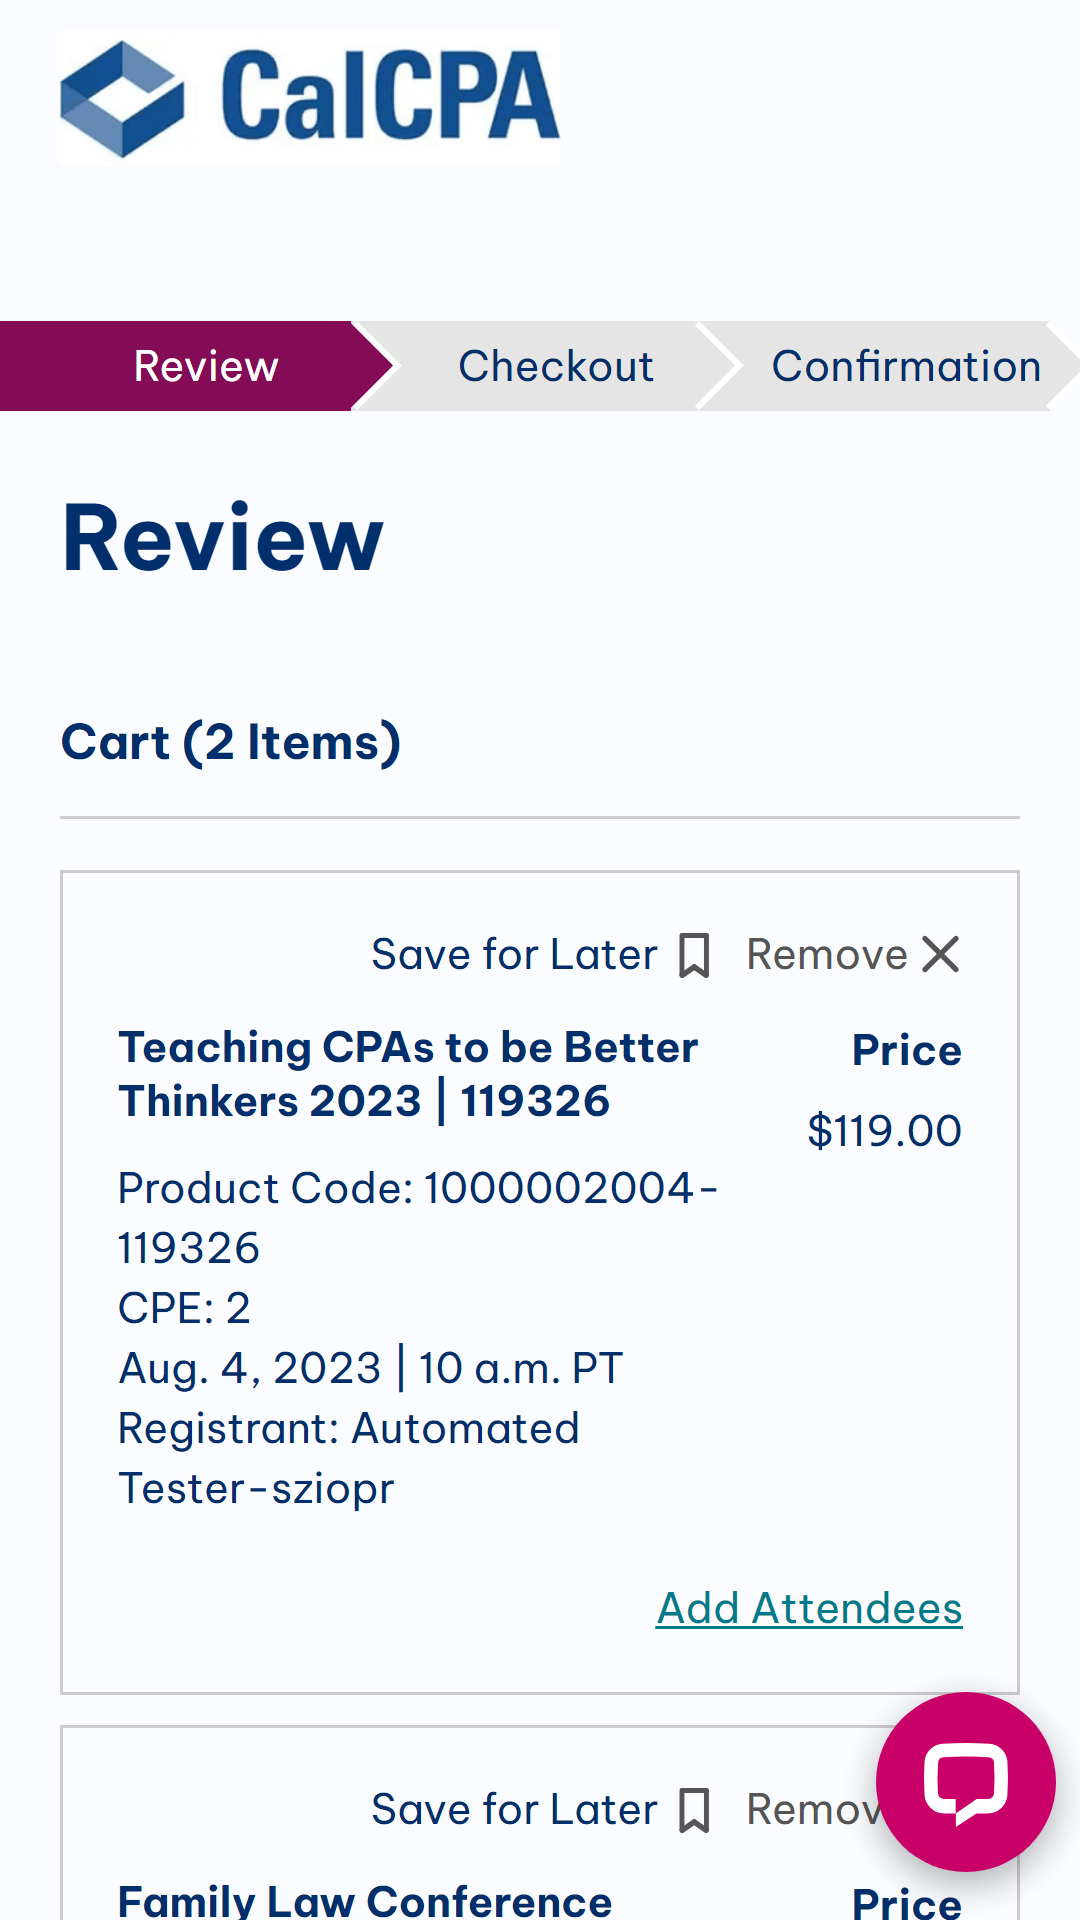 CalCPA
Review
Checkout
Confirmation
Review
Cart (2 Items)
Save for Later
Remove
Teaching CPAs to be Better
Thinkers 2023 | 119326
Price
$119.00
Product Code: 1000002004-
119326
CPE: 2
Aug. 4, 2023 | 10 a.m. PT
Registrant: Automated
Tester-sziopr
Add Attendees
Save for Later
Remov
Family Law Conference
Price